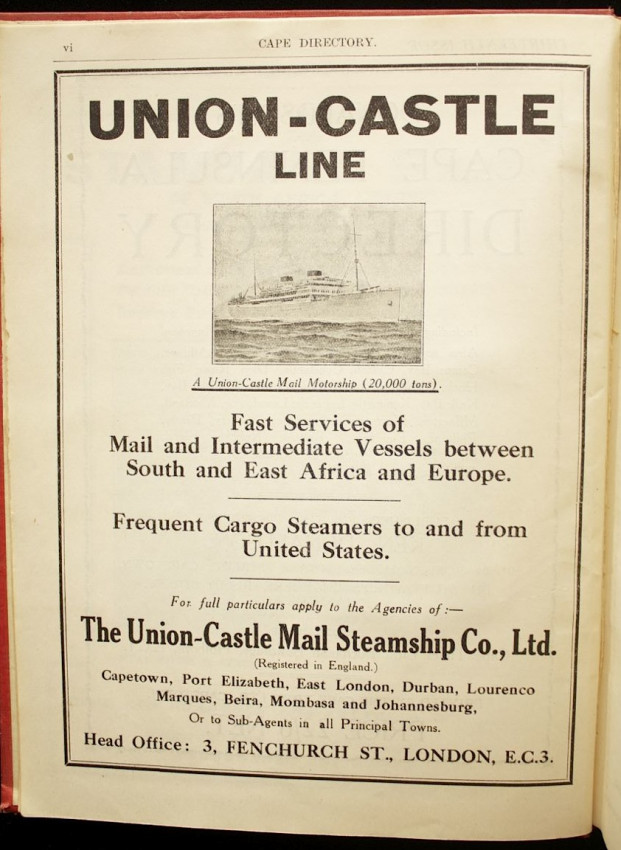 vi
CAPE DIRECTORY.
UNION-CASTLE
LINE
A Union-Castle Mail Motorship (20,000 tons).
Fast Services of
Mail and Intermediate Vessels between
South and East Africa and Europe.
Frequent Cargo Steamers to and from
United States.
For full particulars apply to the Agencies of :—
The Union-Castle Mail Steamship Co., Ltd.
(Registered in England.)
Capetown, Port Elizabeth, East London, Durban, Lourenco
Marques, Beira, Mombasa and Johannesburg,
Or to Sub-Agents in all Principal Towns.
Head Office: 3, FENCHURCH ST., LONDON, E.C.3.